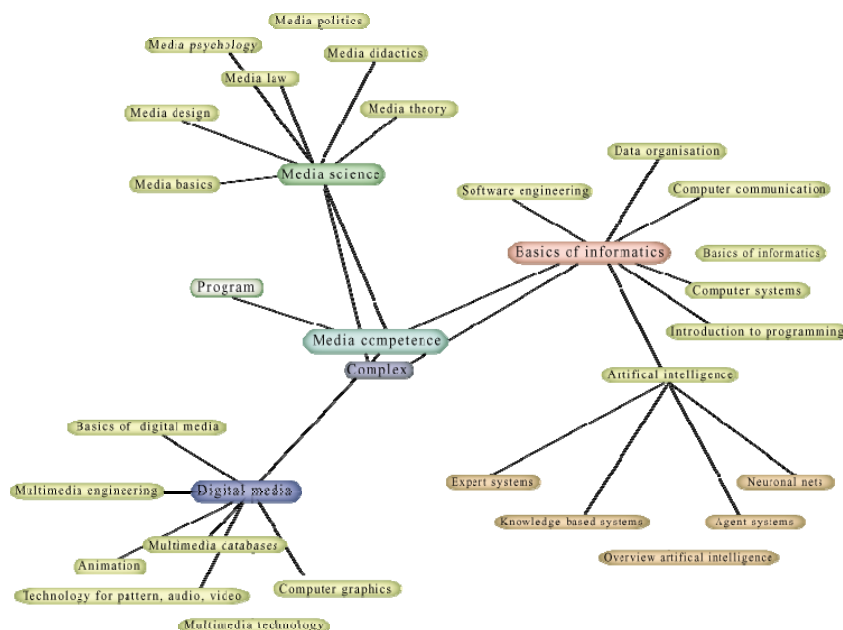 Media politics
Media psychology
Media didactics
Media law
Media design
Media theory
Media basics
Media science
Data organisation
Software engineering
Computer communication
Basics of informatics
Basics of informatics
Computer systems
Program
Introduction to programming
Media competence
Complex
Artifical intelligence
Basics of digital media
Expert systems
Neuronal nets
Multimedia engineering
Digital media
Knowledge based systems
Agent systems
Multimedia databases
Overview artifical intelligence
Animation
Computer graphics
Technology for pattern, audio, video
Multimedia technology